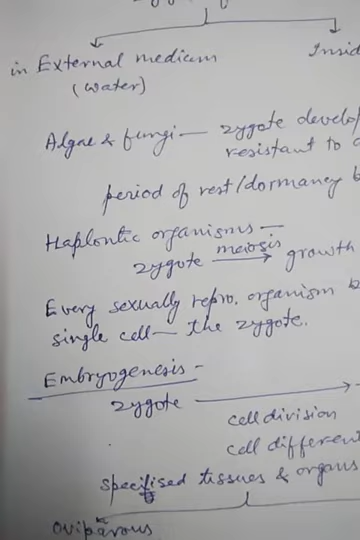 in External medium Insid
(water)
Algae & fungi — zygote develop
resistant to d
period of rest/dormancy b
Haplontic organisms —
zygote meiosis growth
Every sexually repro. organism b
single cell — the zygote.
Embryogenesis -
zygote
cell division
cell different
specified tissues & organs
oviparous